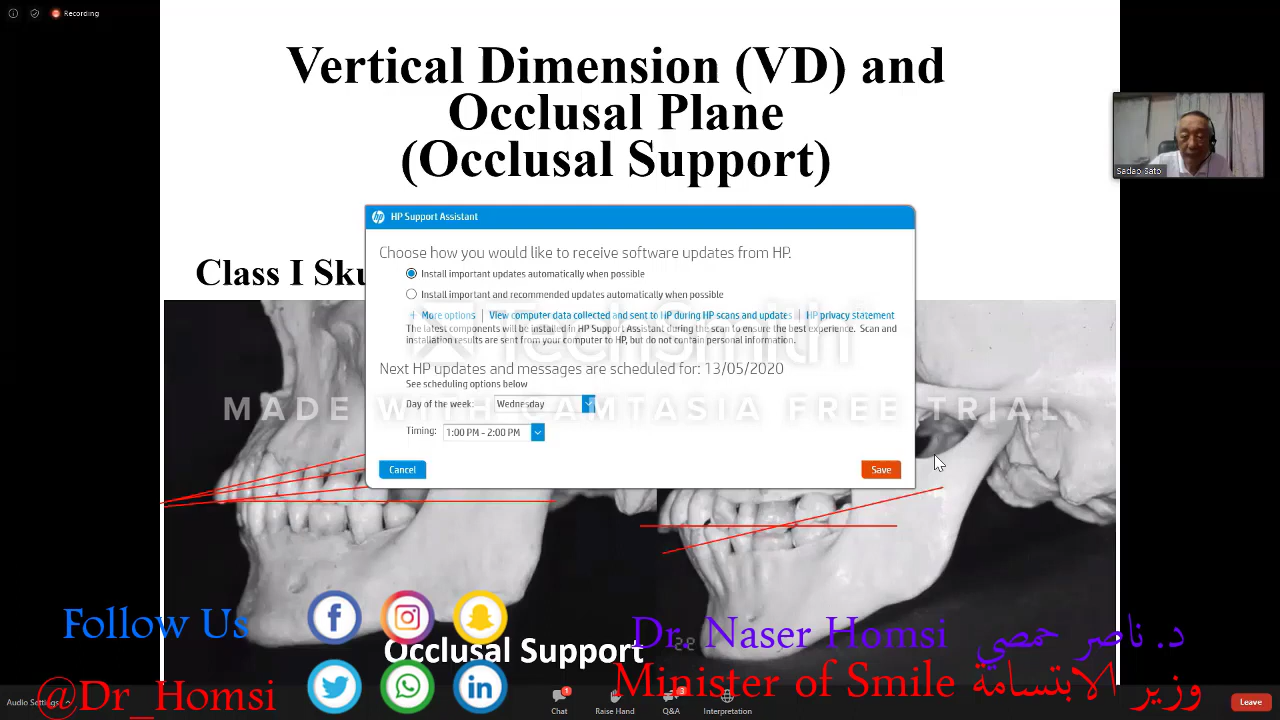 Recording
Vertical Dimension (VD) and
Occlusal Plane
(Occlusal Support)
Sadao Sato
HP Support Assistant
Choose how you would like to receive software updates from HP.
Class I Sku
Install important updates automatically when possible
Install important and recommended updates automatically when possible
+ More options | View computer data collected and sent to HP during HP scans and updates | HP privacy statement
The latest components will be installed in HP Support Assistant during the scan to ensure the best experience. Scan and
installation results are sent from your computer to HP, but do not contain personal information.
TechSmith
Next HP updates and messages are scheduled for: 13/05/2020
See scheduling options below
Day of the week: Wednesday
MADE WITH CAMTASIA FREE TRIAL
Timing: 1:00 PM - 2:00 PM
Cancel
Save
Follow Us
Dr. Naser Homsi د. ناصر حمصي
Occlusal Support
@Dr_Homsi
Minister of Smile وزير الابتسامة
Audio Settings
Chat 1
Raise Hand
Q&A 3
Interpretation
Leave